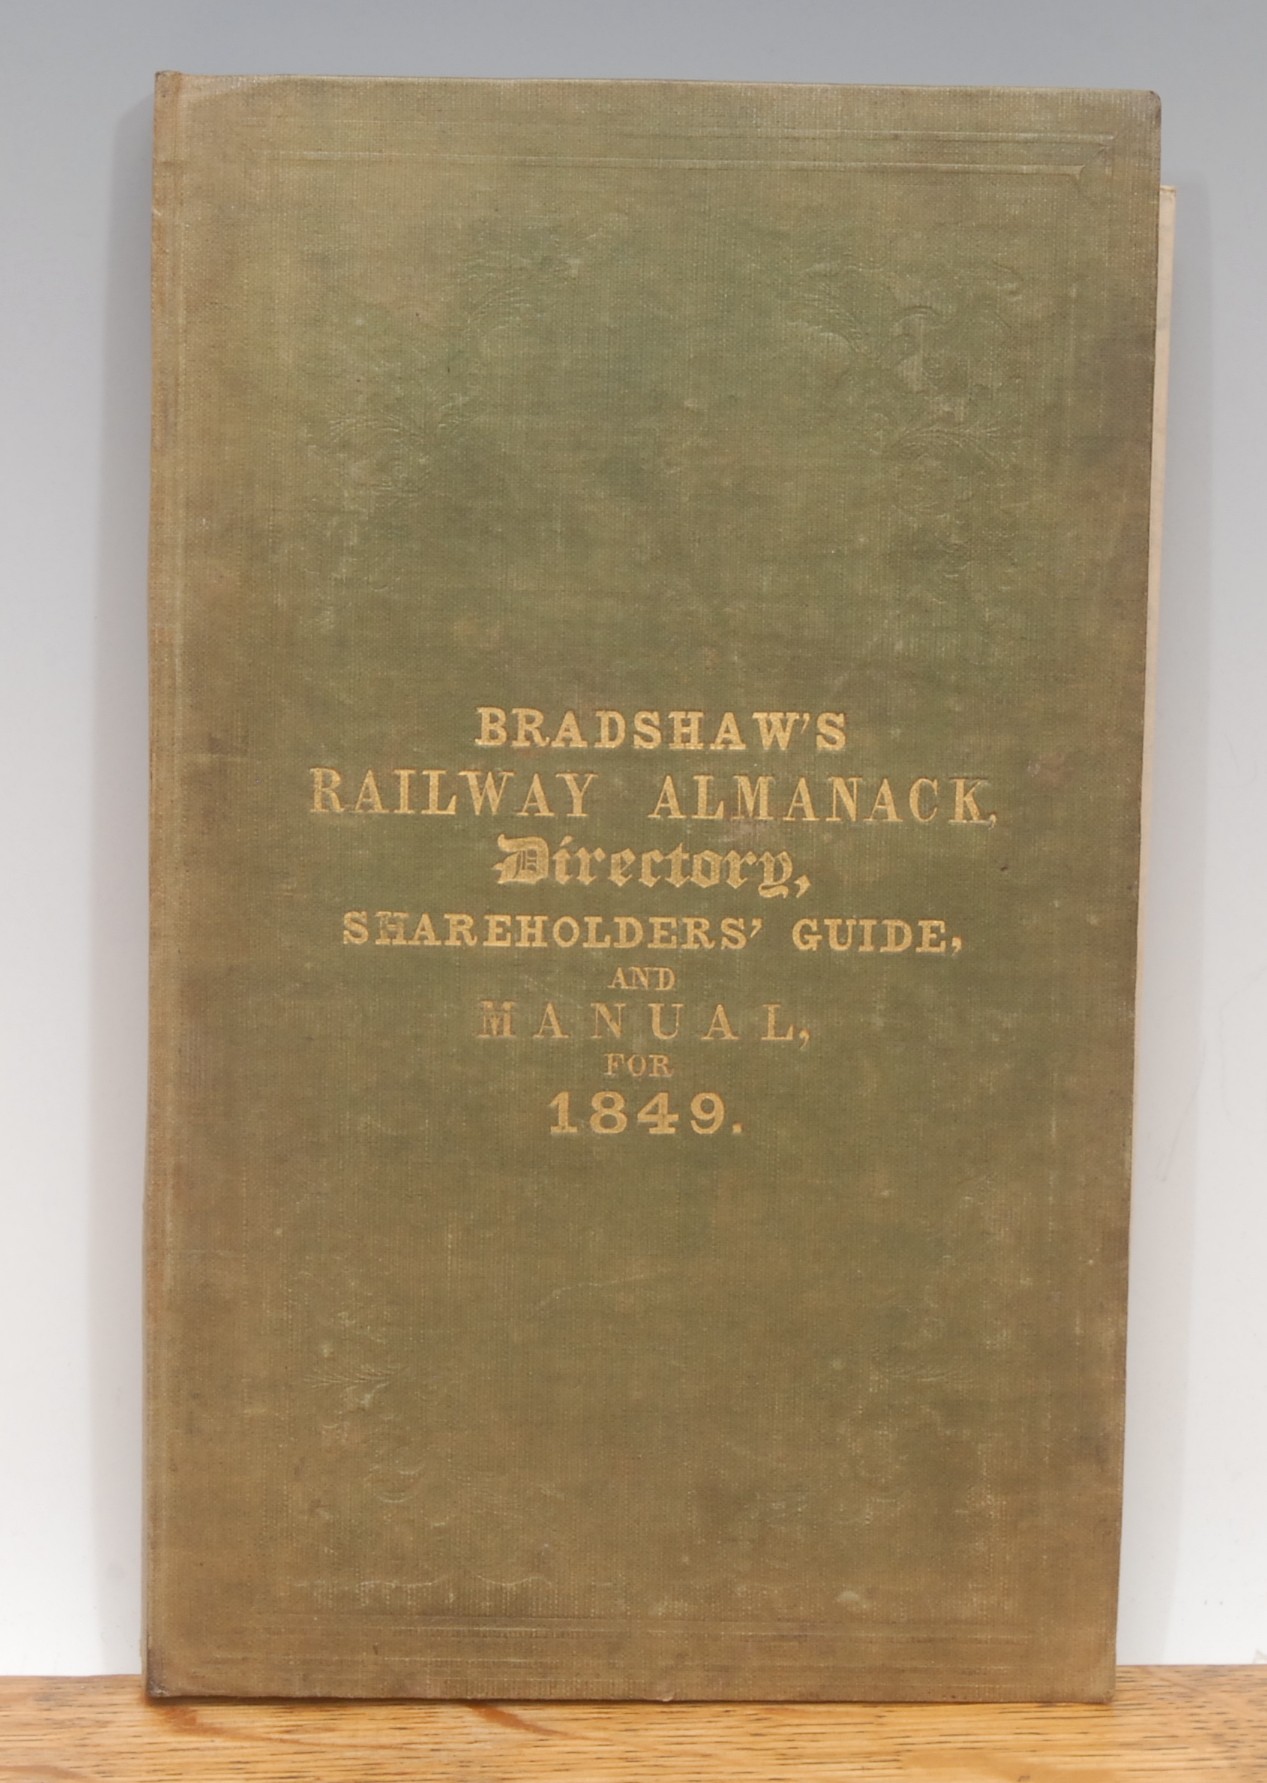 BRADSHAW'S
RAILWAY ALMANACK,
Directory,
SHAREHOLDERS' GUIDE,
AND
MANUAL,
FOR
1849.